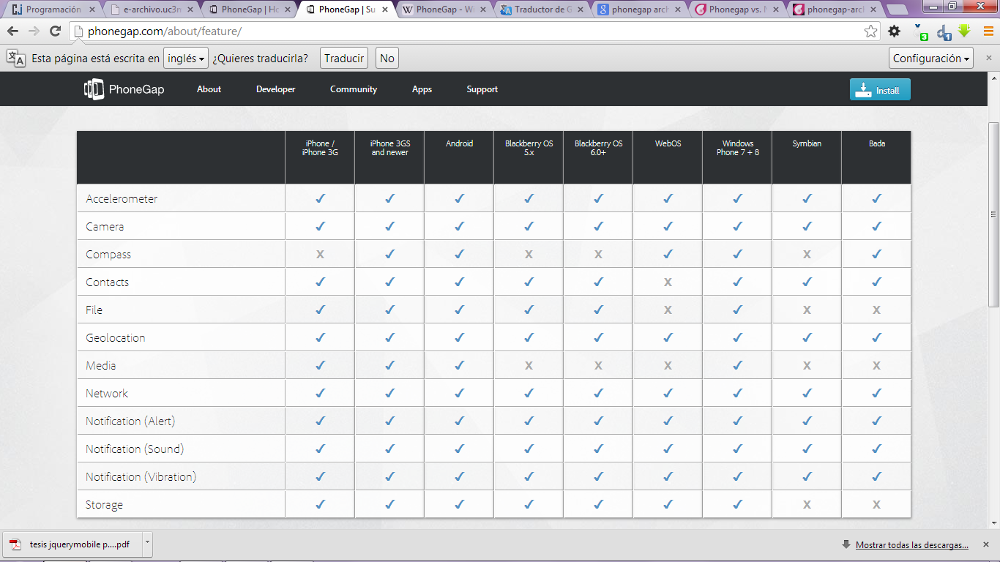 Programación
e-archivo.uc3m
PhoneGap | Ho
PhoneGap | Su
PhoneGap - Wi
Traductor de G
phonegap arch
Phonegap vs.
phonegap-arch
phonegap.com/about/feature/
Esta página está escrita en inglés ¿Quieres traducirla? Traducir No Configuración
PhoneGap About Developer Community Apps Support Install
iPhone / iPhone 3G
iPhone 3GS and newer
Android
Blackberry OS 5.x
Blackberry OS 6.0+
WebOS
Windows Phone 7 + 8
Symbian
Bada
Accelerometer ✓ ✓ ✓ ✓ ✓ ✓ ✓ ✓ ✓
Camera ✓ ✓ ✓ ✓ ✓ ✓ ✓ ✓ ✓
Compass X ✓ ✓ X X ✓ ✓ X ✓
Contacts ✓ ✓ ✓ ✓ ✓ X ✓ ✓ ✓
File ✓ ✓ ✓ ✓ ✓ X ✓ X X
Geolocation ✓ ✓ ✓ ✓ ✓ ✓ ✓ ✓ ✓
Media ✓ ✓ ✓ X X X ✓ X X
Network ✓ ✓ ✓ ✓ ✓ ✓ ✓ ✓ ✓
Notification (Alert) ✓ ✓ ✓ ✓ ✓ ✓ ✓ ✓ ✓
Notification (Sound) ✓ ✓ ✓ ✓ ✓ ✓ ✓ ✓ ✓
Notification (Vibration) ✓ ✓ ✓ ✓ ✓ ✓ ✓ ✓ ✓
Storage ✓ ✓ ✓ ✓ ✓ ✓ ✓ X X
tesis jquerymobile p....pdf
Mostrar todas las descargas...